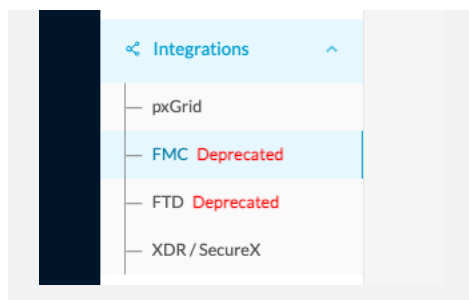 Integrations
pxGrid
FMC Deprecated
FTD Deprecated
XDR / SecureX